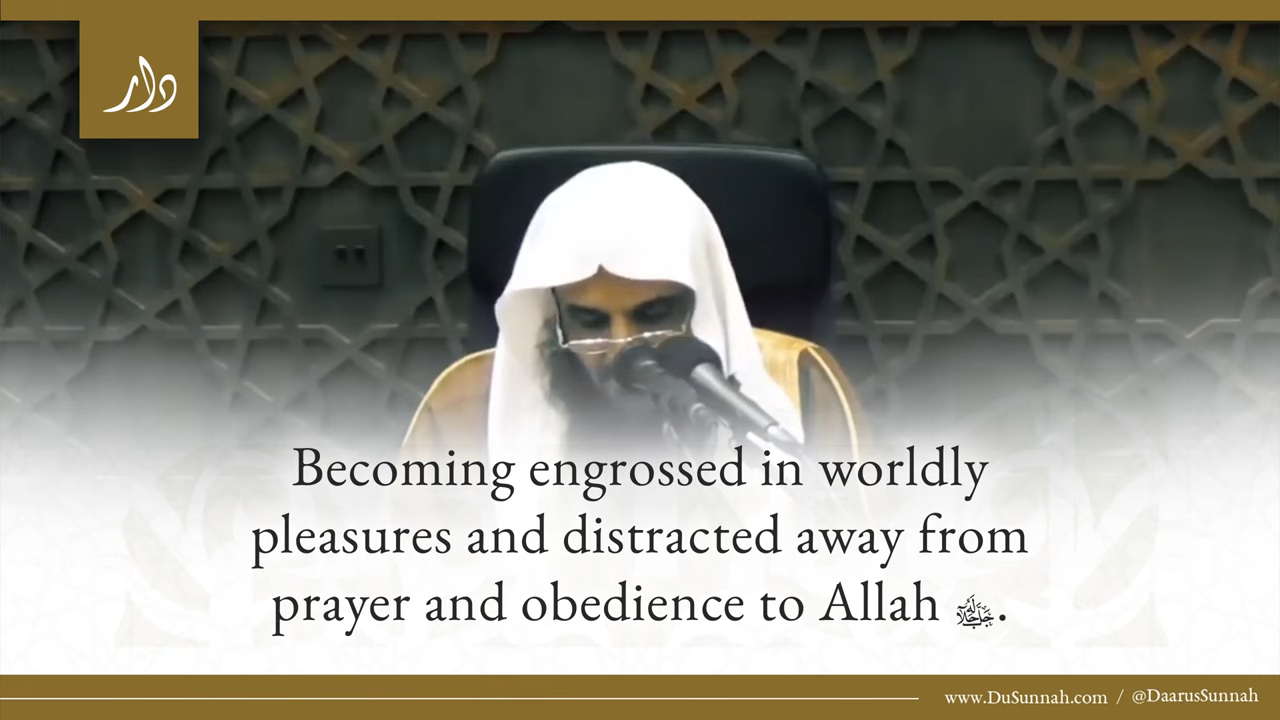 دار
Becoming engrossed in worldly
pleasures and distracted away from
prayer and obedience to Allah ﷻ.
www.DuSunnah.com / @DaarusSunnah